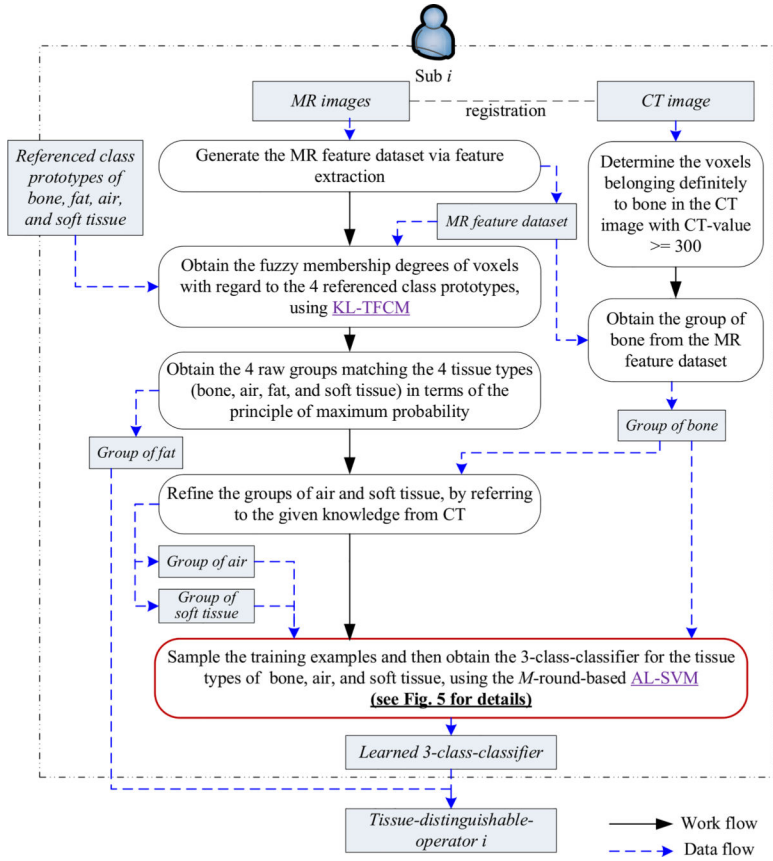 Sub i
MR images
registration
CT image
Referenced class
prototypes of
bone, fat, air,
and soft tissue
Generate the MR feature dataset via feature
extraction
Determine the voxels
belonging definitely
to bone in the CT
image with CT-value
>= 300
MR feature dataset
Obtain the fuzzy membership degrees of voxels
with regard to the 4 referenced class prototypes,
using KL-TFCM
Obtain the group of
bone from the MR
feature dataset
Obtain the 4 raw groups matching the 4 tissue types
(bone, air, fat, and soft tissue) in terms of the
principle of maximum probability
Group of fat
Group of bone
Refine the groups of air and soft tissue, by referring
to the given knowledge from CT
Group of air
Group of
soft tissue
Sample the training examples and then obtain the 3-class-classifier for the tissue
types of bone, air, and soft tissue, using the M-round-based AL-SVM
(see Fig. 5 for details)
Learned 3-class-classifier
Tissue-distinguishable-
operator i
Work flow
Data flow